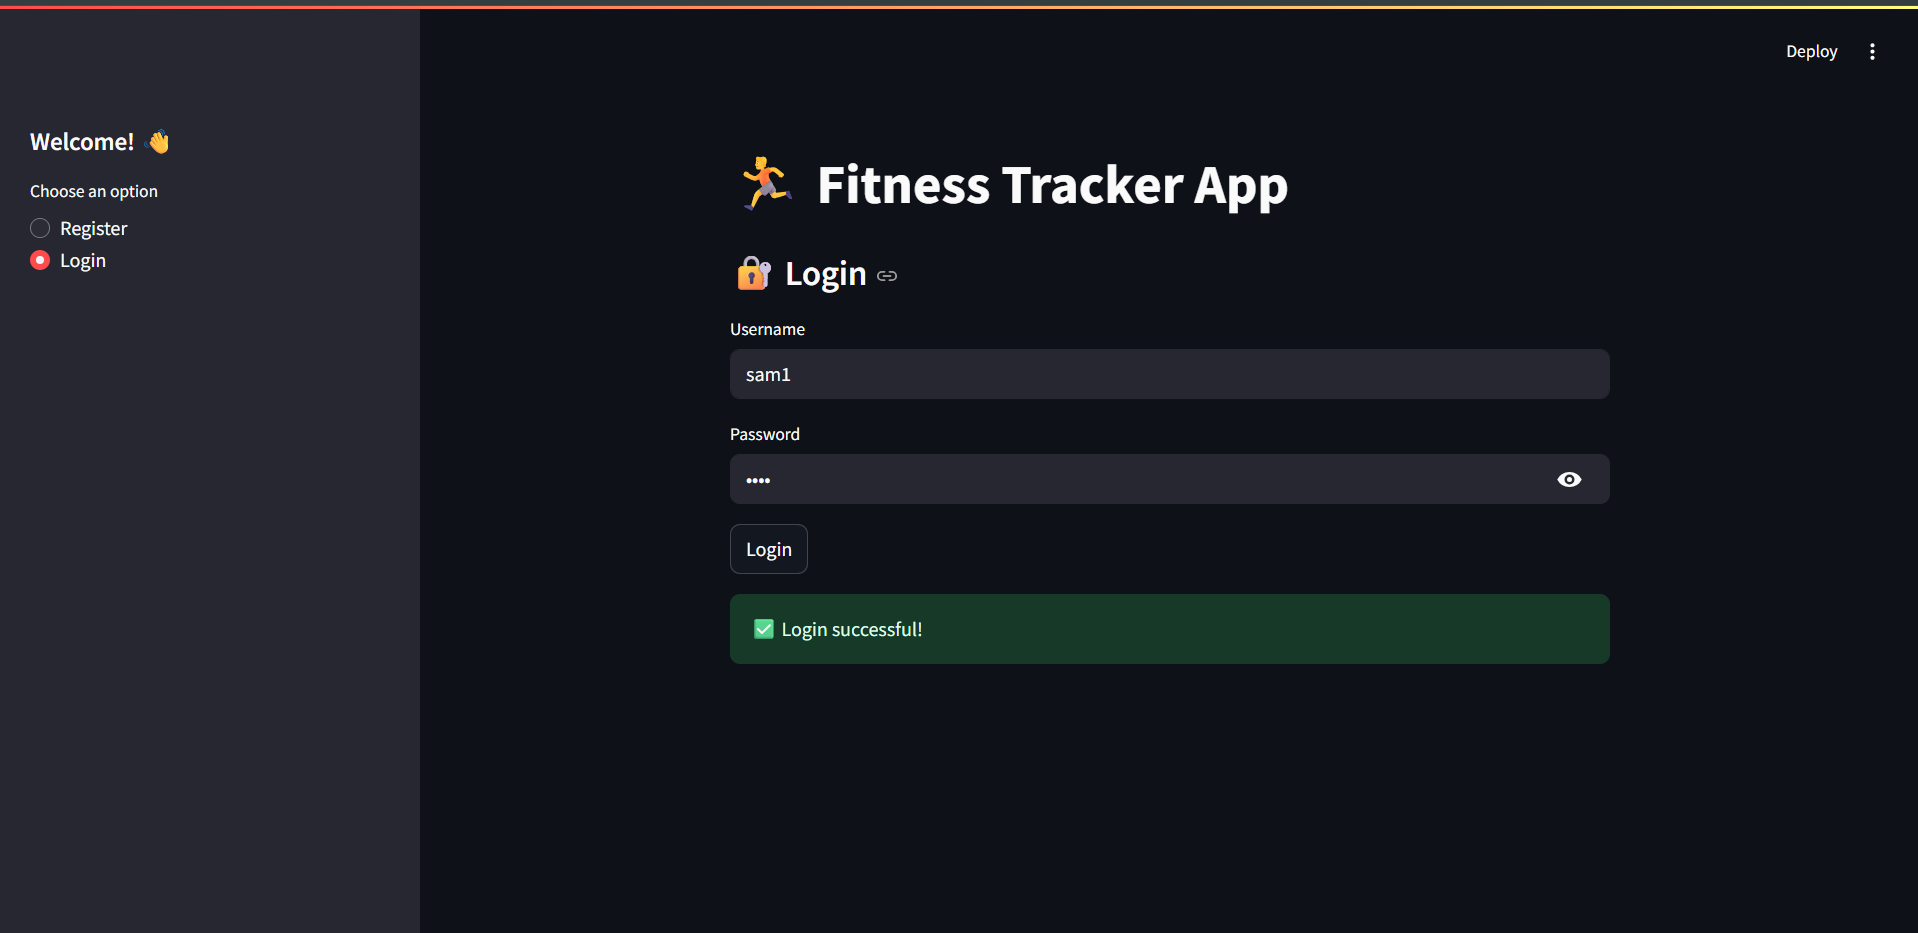 Deploy
Welcome! 👋
Choose an option
Register
Login
🏃 Fitness Tracker App
🔐 Login
Username
sam1
Password
••••
Login
✅ Login successful!